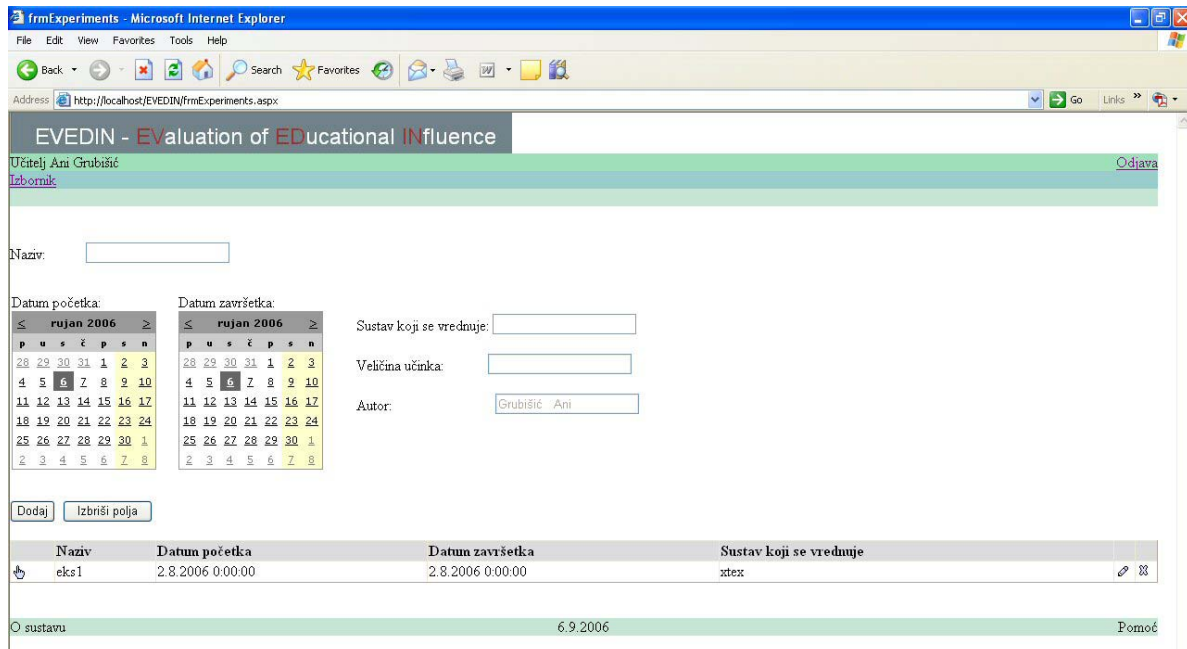 frmExperiments - Microsoft Internet Explorer
File Edit View Favorites Tools Help
Back Search Favorites
Address http://localhost/EVEDIN/frmExperiments.aspx Go Links »
EVEDIN - EValuation of EDucational INfluence
Učitelj Ani Grubišić Odjava
Izbornik
Naziv:
Datum početka: Datum završetka:
< rujan 2006 > < rujan 2006 >
p u s č p s n p u s č p s n
28 29 30 31 1 2 3 28 29 30 31 1 2 3
4 5 6 7 8 9 10 4 5 6 7 8 9 10
11 12 13 14 15 16 17 11 12 13 14 15 16 17
18 19 20 21 22 23 24 18 19 20 21 22 23 24
25 26 27 28 29 30 1 25 26 27 28 29 30 1
2 3 4 5 6 7 8 2 3 4 5 6 7 8
Sustav koji se vrednuje:
Veličina učinka:
Autor: Grubišić Ani
Dodaj Izbriši polja
Naziv Datum početka Datum završetka Sustav koji se vrednuje
eks1 2.8.2006 0:00:00 2.8.2006 0:00:00 xtex
O sustavu 6.9.2006 Pomoć